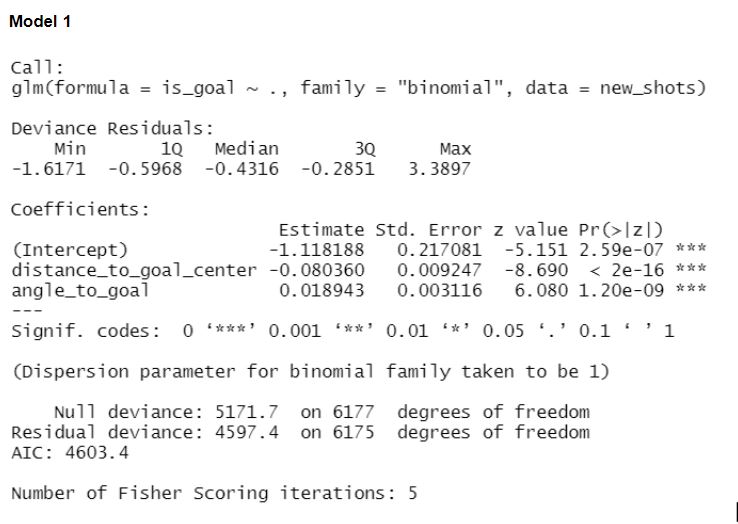 Model 1
Call:
glm(formula = is_goal ~ ., family = "binomial", data = new_shots)
Deviance Residuals:
Min 1Q Median 3Q Max
-1.6171 -0.5968 -0.4316 -0.2851 3.3897
Coefficients:
Estimate Std. Error z value Pr(>|z|)
(Intercept) -1.118188 0.217081 -5.151 2.59e-07 ***
distance_to_goal_center -0.080360 0.009247 -8.690 < 2e-16 ***
angle_to_goal 0.018943 0.003116 6.080 1.20e-09 ***
---
Signif. codes: 0 ‘***’ 0.001 ‘**’ 0.01 ‘*’ 0.05 ‘.’ 0.1 ‘ ’ 1
(Dispersion parameter for binomial family taken to be 1)
Null deviance: 5171.7 on 6177 degrees of freedom
Residual deviance: 4597.4 on 6175 degrees of freedom
AIC: 4603.4
Number of Fisher Scoring iterations: 5